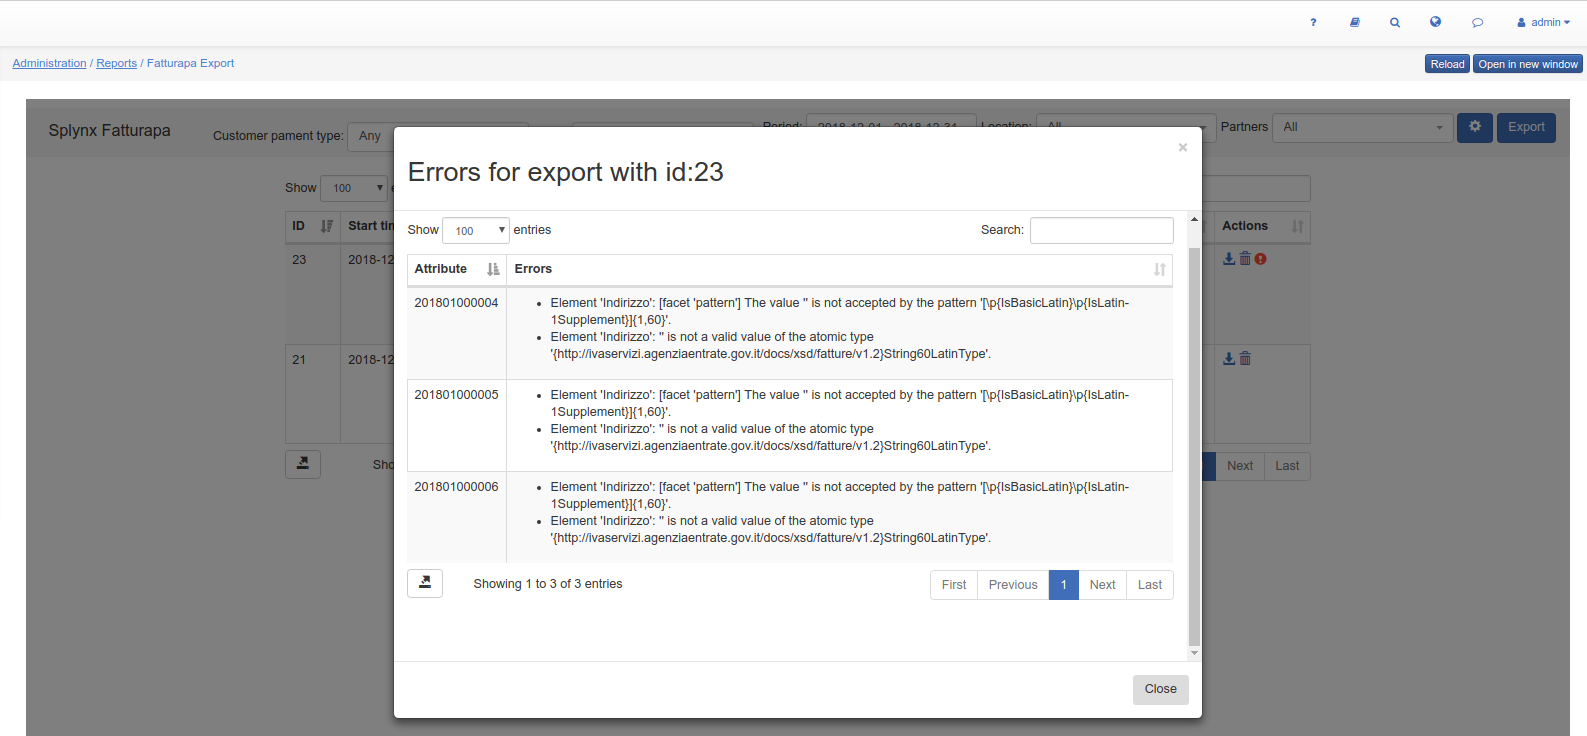 ? admin
Administration / Reports / Fatturapa Export
Reload Open in new window
Splynx Fatturapa Customer pament type: Any Period: 2018-12-01 - 2018-12-31 Location: All Partners All Export
Show 100
ID Start tim Actions
23 2018-12
21 2018-12
Sho Next Last
×
Errors for export with id:23
Show 100 entries Search:
Attribute Errors
201801000004
• Element 'Indirizzo': [facet 'pattern'] The value '' is not accepted by the pattern '[\p{IsBasicLatin}\p{IsLatin-
1Supplement}]{1,60}'.
• Element 'Indirizzo': '' is not a valid value of the atomic type
'{http://ivaservizi.agenziaentrate.gov.it/docs/xsd/fatture/v1.2}String60LatinType'.
201801000005
• Element 'Indirizzo': [facet 'pattern'] The value '' is not accepted by the pattern '[\p{IsBasicLatin}\p{IsLatin-
1Supplement}]{1,60}'.
• Element 'Indirizzo': '' is not a valid value of the atomic type
'{http://ivaservizi.agenziaentrate.gov.it/docs/xsd/fatture/v1.2}String60LatinType'.
201801000006
• Element 'Indirizzo': [facet 'pattern'] The value '' is not accepted by the pattern '[\p{IsBasicLatin}\p{IsLatin-
1Supplement}]{1,60}'.
• Element 'Indirizzo': '' is not a valid value of the atomic type
'{http://ivaservizi.agenziaentrate.gov.it/docs/xsd/fatture/v1.2}String60LatinType'.
Showing 1 to 3 of 3 entries First Previous 1 Next Last
Close